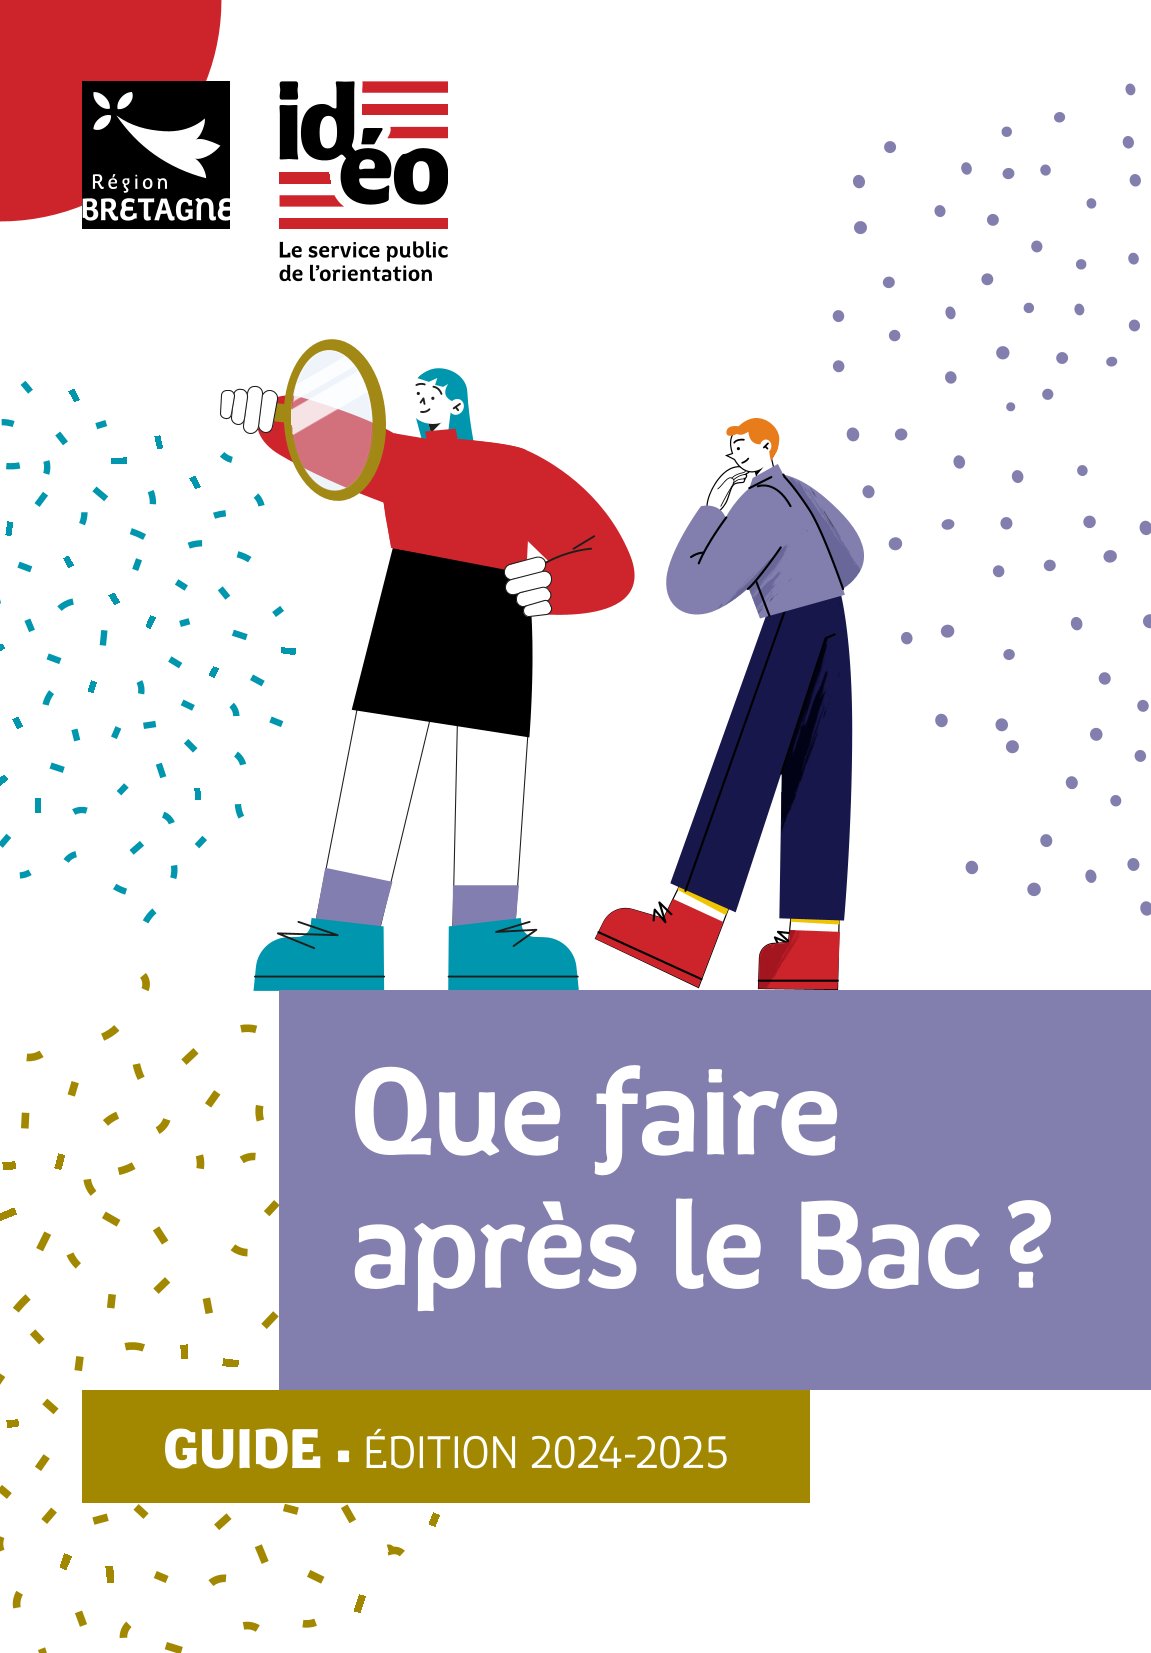 Région
BRETAGNE
idéo
Le service public
de l'orientation
Que faire
après le Bac ?
GUIDE ▪ ÉDITION 2024-2025